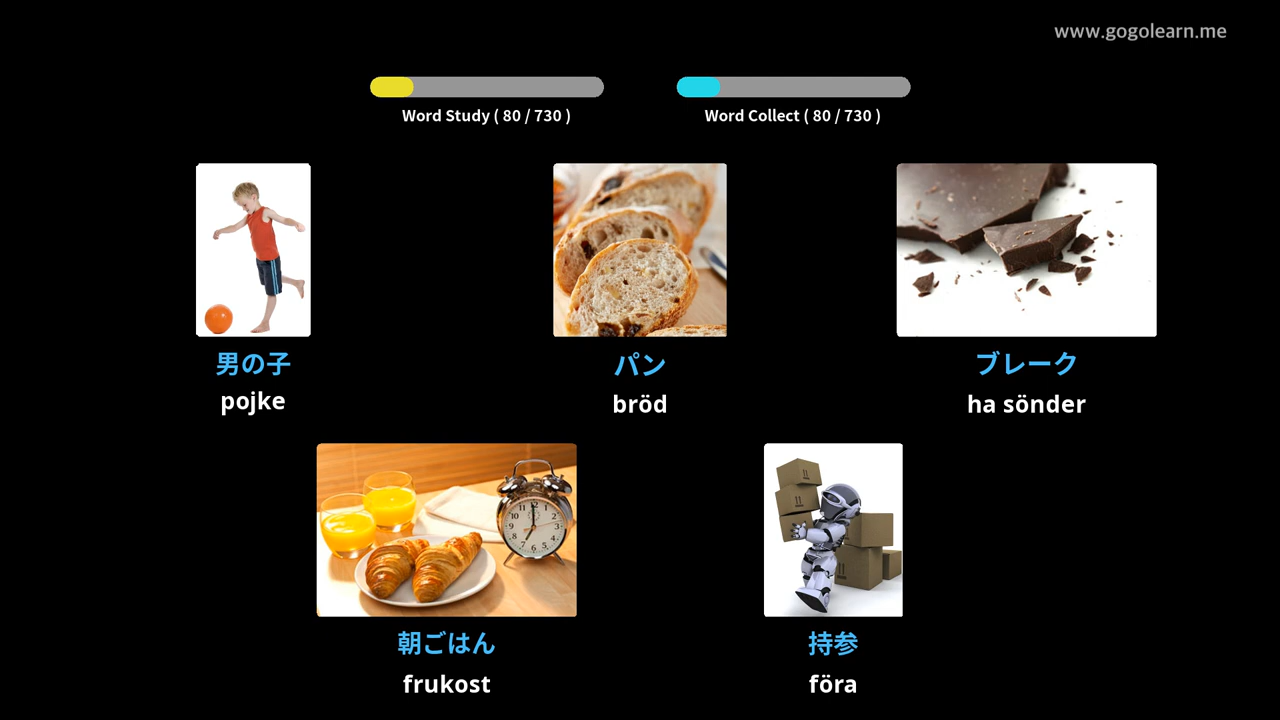 www.gogolearn.me
Word Study ( 80 / 730 )
Word Collect ( 80 / 730 )
男の子
pojke
パン
bröd
ブレーク
ha sönder
朝ごはん
frukost
持参
föra